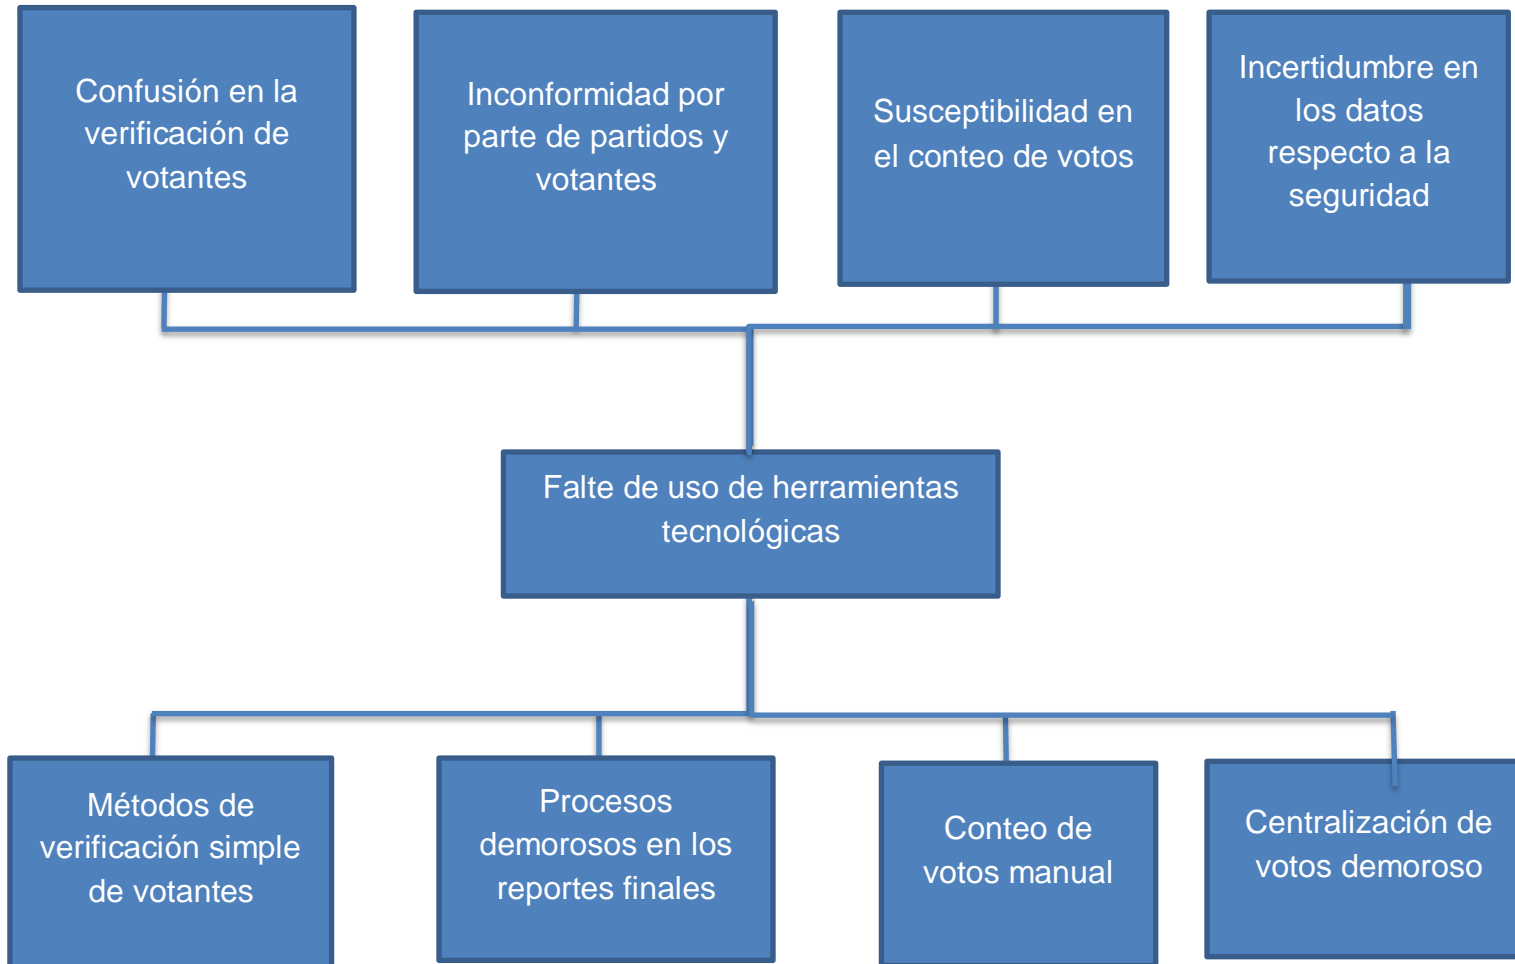 Confusión en la
verificación de
votantes
Inconformidad por
parte de partidos y
votantes
Susceptibilidad en
el conteo de votos
Incertidumbre en
los datos
respecto a la
seguridad
Falte de uso de herramientas
tecnológicas
Métodos de
verificación simple
de votantes
Procesos
demorosos en los
reportes finales
Conteo de
votos manual
Centralización de
votos demoroso